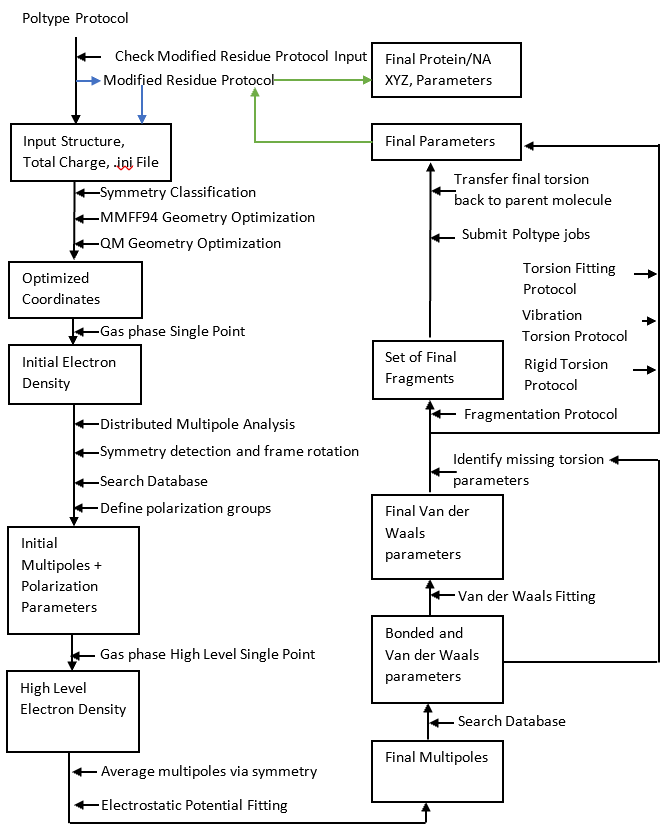 Poltype Protocol
Check Modified Residue Protocol Input
Modified Residue Protocol
Final Protein/NA
XYZ, Parameters
Input Structure,
Total Charge, .ini File
Symmetry Classification
MMFF94 Geometry Optimization
QM Geometry Optimization
Optimized
Coordinates
Gas phase Single Point
Initial Electron
Density
Distributed Multipole Analysis
Symmetry detection and frame rotation
Search Database
Define polarization groups
Initial
Multipoles +
Polarization
Parameters
Gas phase High Level Single Point
High Level
Electron Density
Average multipoles via symmetry
Electrostatic Potential Fitting
Final Multipoles
Search Database
Bonded and
Van der Waals
parameters
Van der Waals Fitting
Final Van der
Waals
parameters
Identify missing torsion
parameters
Fragmentation Protocol
Set of Final
Fragments
Torsion Fitting
Protocol
Vibration
Torsion Protocol
Rigid Torsion
Protocol
Submit Poltype jobs
Transfer final torsion
back to parent molecule
Final Parameters